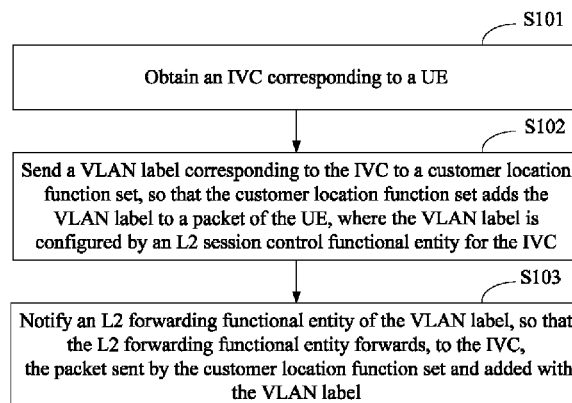 S101
Obtain an IVC corresponding to a UE
S102
Send a VLAN label corresponding to the IVC to a customer location
function set, so that the customer location function set adds the
VLAN label to a packet of the UE, where the VLAN label is
configured by an L2 session control functional entity for the IVC
S103
Notify an L2 forwarding functional entity of the VLAN label, so that
the L2 forwarding functional entity forwards, to the IVC,
the packet sent by the customer location function set and added with
the VLAN label